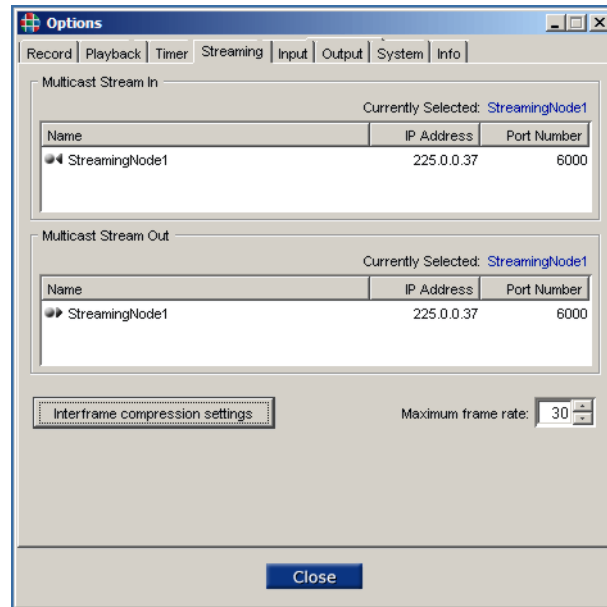 Options
Record Playback Timer Streaming Input Output System Info
Multicast Stream In
Currently Selected: StreamingNode1
Name IP Address Port Number
StreamingNode1 225.0.0.37 6000
Multicast Stream Out
Currently Selected: StreamingNode1
Name IP Address Port Number
StreamingNode1 225.0.0.37 6000
Interframe compression settings Maximum frame rate: 30
Close